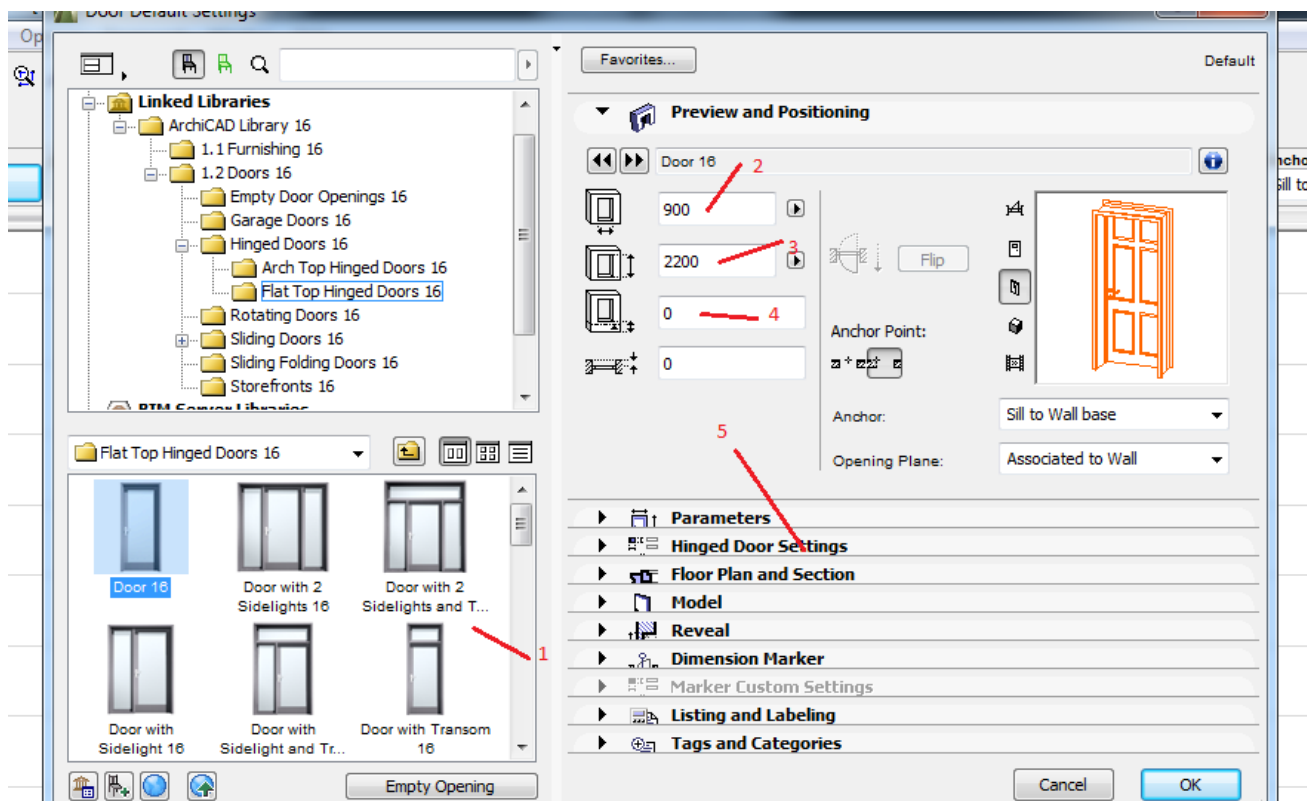 Door Default Settings
Op
Favorites...
Default
Linked Libraries
ArchiCAD Library 16
1.1 Furnishing 16
1.2 Doors 16
Empty Door Openings 16
Garage Doors 16
Hinged Doors 16
Arch Top Hinged Doors 16
Flat Top Hinged Doors 16
Rotating Doors 16
Sliding Doors 16
Sliding Folding Doors 16
Storefronts 16
BIM Server Libraries
Flat Top Hinged Doors 16
Door 16
Door with 2
Sidelights 16
Door with 2
Sidelights and T...
1
Door with
Sidelight 16
Door with
Sidelight and Tr...
Door with Transom
16
Empty Opening
Preview and Positioning
Door 16
2
900
2200
3
Flip
0
4
Anchor Point:
0
Anchor:
Sill to Wall base
5
Opening Plane:
Associated to Wall
Parameters
Hinged Door Settings
Floor Plan and Section
Model
Reveal
Dimension Marker
Marker Custom Settings
Listing and Labeling
Tags and Categories
Cancel
OK
ncho
Sill to